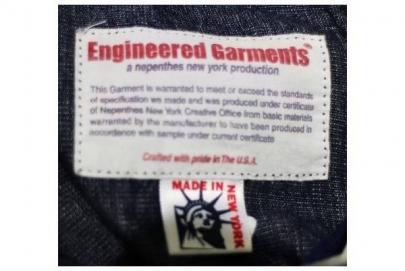 Engineered Garments
a nepenthes new york production
This Garment is warranted to meet or exceed the standards
of specification we made and was produced under certificate
of Nepenthes New York Creative Office from basic materials
warranted by the manufacturer to have been produced in
accordance with sample under current certificate
Crafted with pride in The U.S.A.
MADE IN
NEW YORK